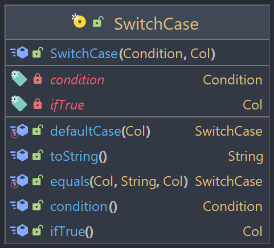 SwitchCase
SwitchCase(Condition, Col)
condition Condition
ifTrue Col
defaultCase(Col) SwitchCase
toString() String
equals(Col, String, Col) SwitchCase
condition() Condition
ifTrue() Col